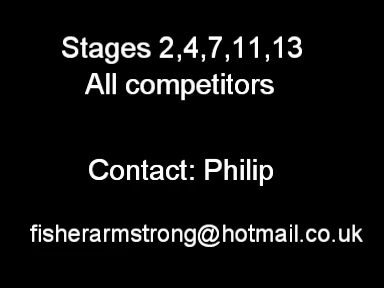 Stages 2,4,7,11,13
All competitors
Contact: Philip
fisherarmstrong@hotmail.co.uk